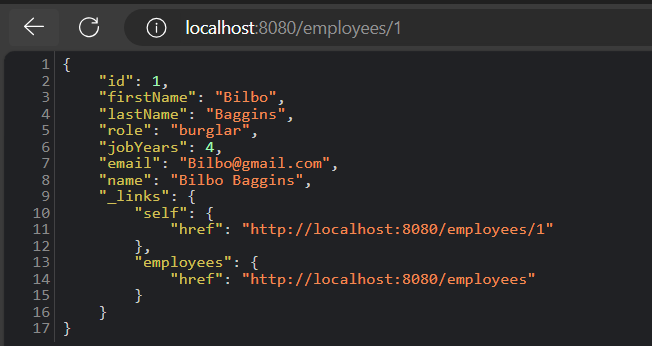 localhost:8080/employees/1
1 {
2     "id": 1,
3     "firstName": "Bilbo",
4     "lastName": "Baggins",
5     "role": "burglar",
6     "jobYears": 4,
7     "email": "Bilbo@gmail.com",
8     "name": "Bilbo Baggins",
9     "_links": {
10         "self": {
11             "href": "http://localhost:8080/employees/1"
12         },
13         "employees": {
14             "href": "http://localhost:8080/employees"
15         }
16     }
17 }